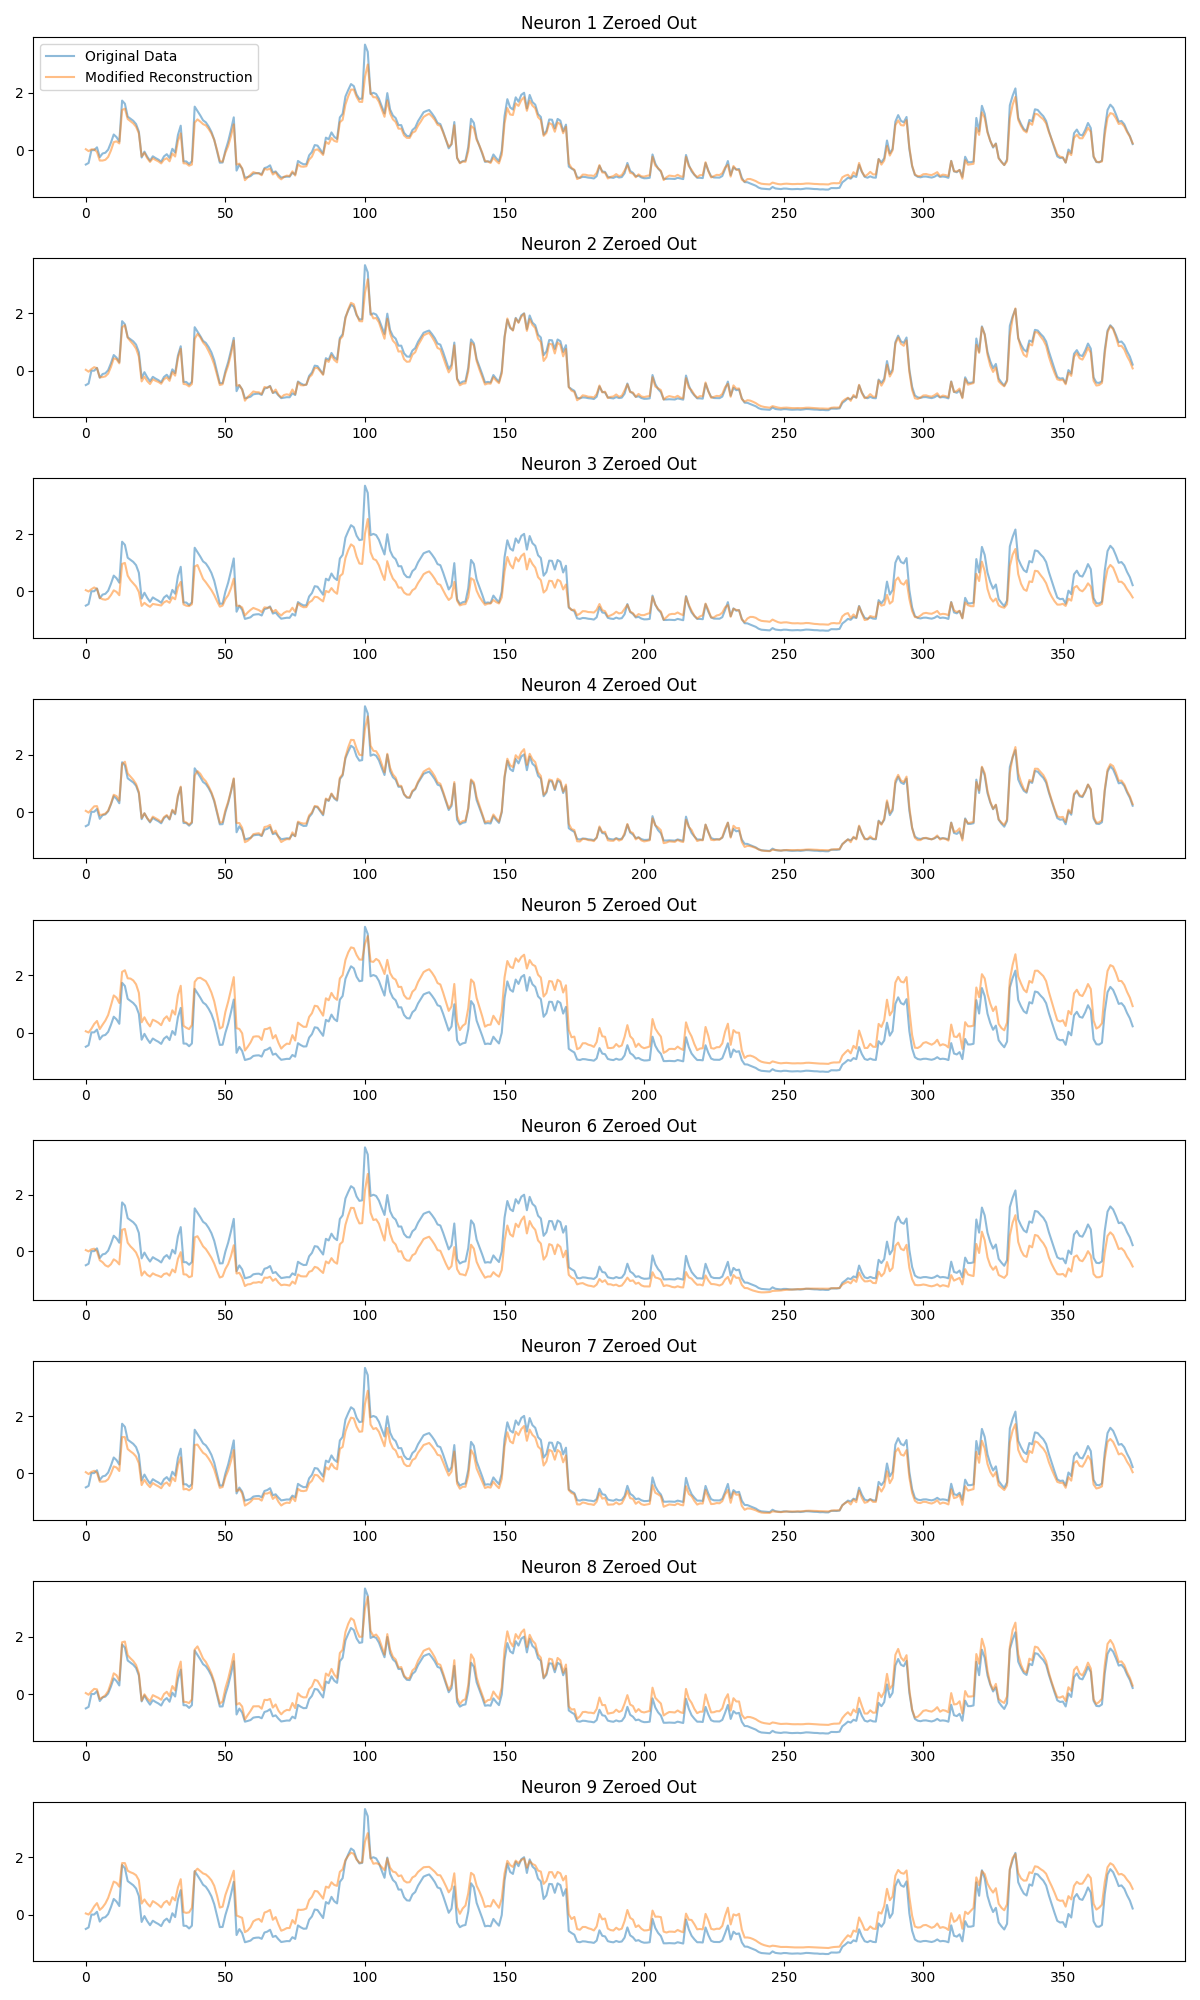 Neuron 1 Zeroed Out
Original Data
Modified Reconstruction
2
0
0 50 100 150 200 250 300 350
Neuron 2 Zeroed Out
2
0
0 50 100 150 200 250 300 350
Neuron 3 Zeroed Out
2
0
0 50 100 150 200 250 300 350
Neuron 4 Zeroed Out
2
0
0 50 100 150 200 250 300 350
Neuron 5 Zeroed Out
2
0
0 50 100 150 200 250 300 350
Neuron 6 Zeroed Out
2
0
0 50 100 150 200 250 300 350
Neuron 7 Zeroed Out
2
0
0 50 100 150 200 250 300 350
Neuron 8 Zeroed Out
2
0
0 50 100 150 200 250 300 350
Neuron 9 Zeroed Out
2
0
0 50 100 150 200 250 300 350